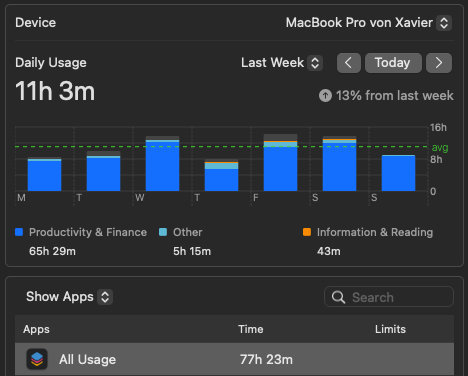 Device MacBook Pro von Xavier
Daily Usage Last Week Today
11h 3m
13% from last week
16h
avg
8h
0
M T W T F S S
Productivity & Finance Other Information & Reading
65h 29m 5h 15m 43m
Show Apps Search
Apps Time Limits
All Usage 77h 23m